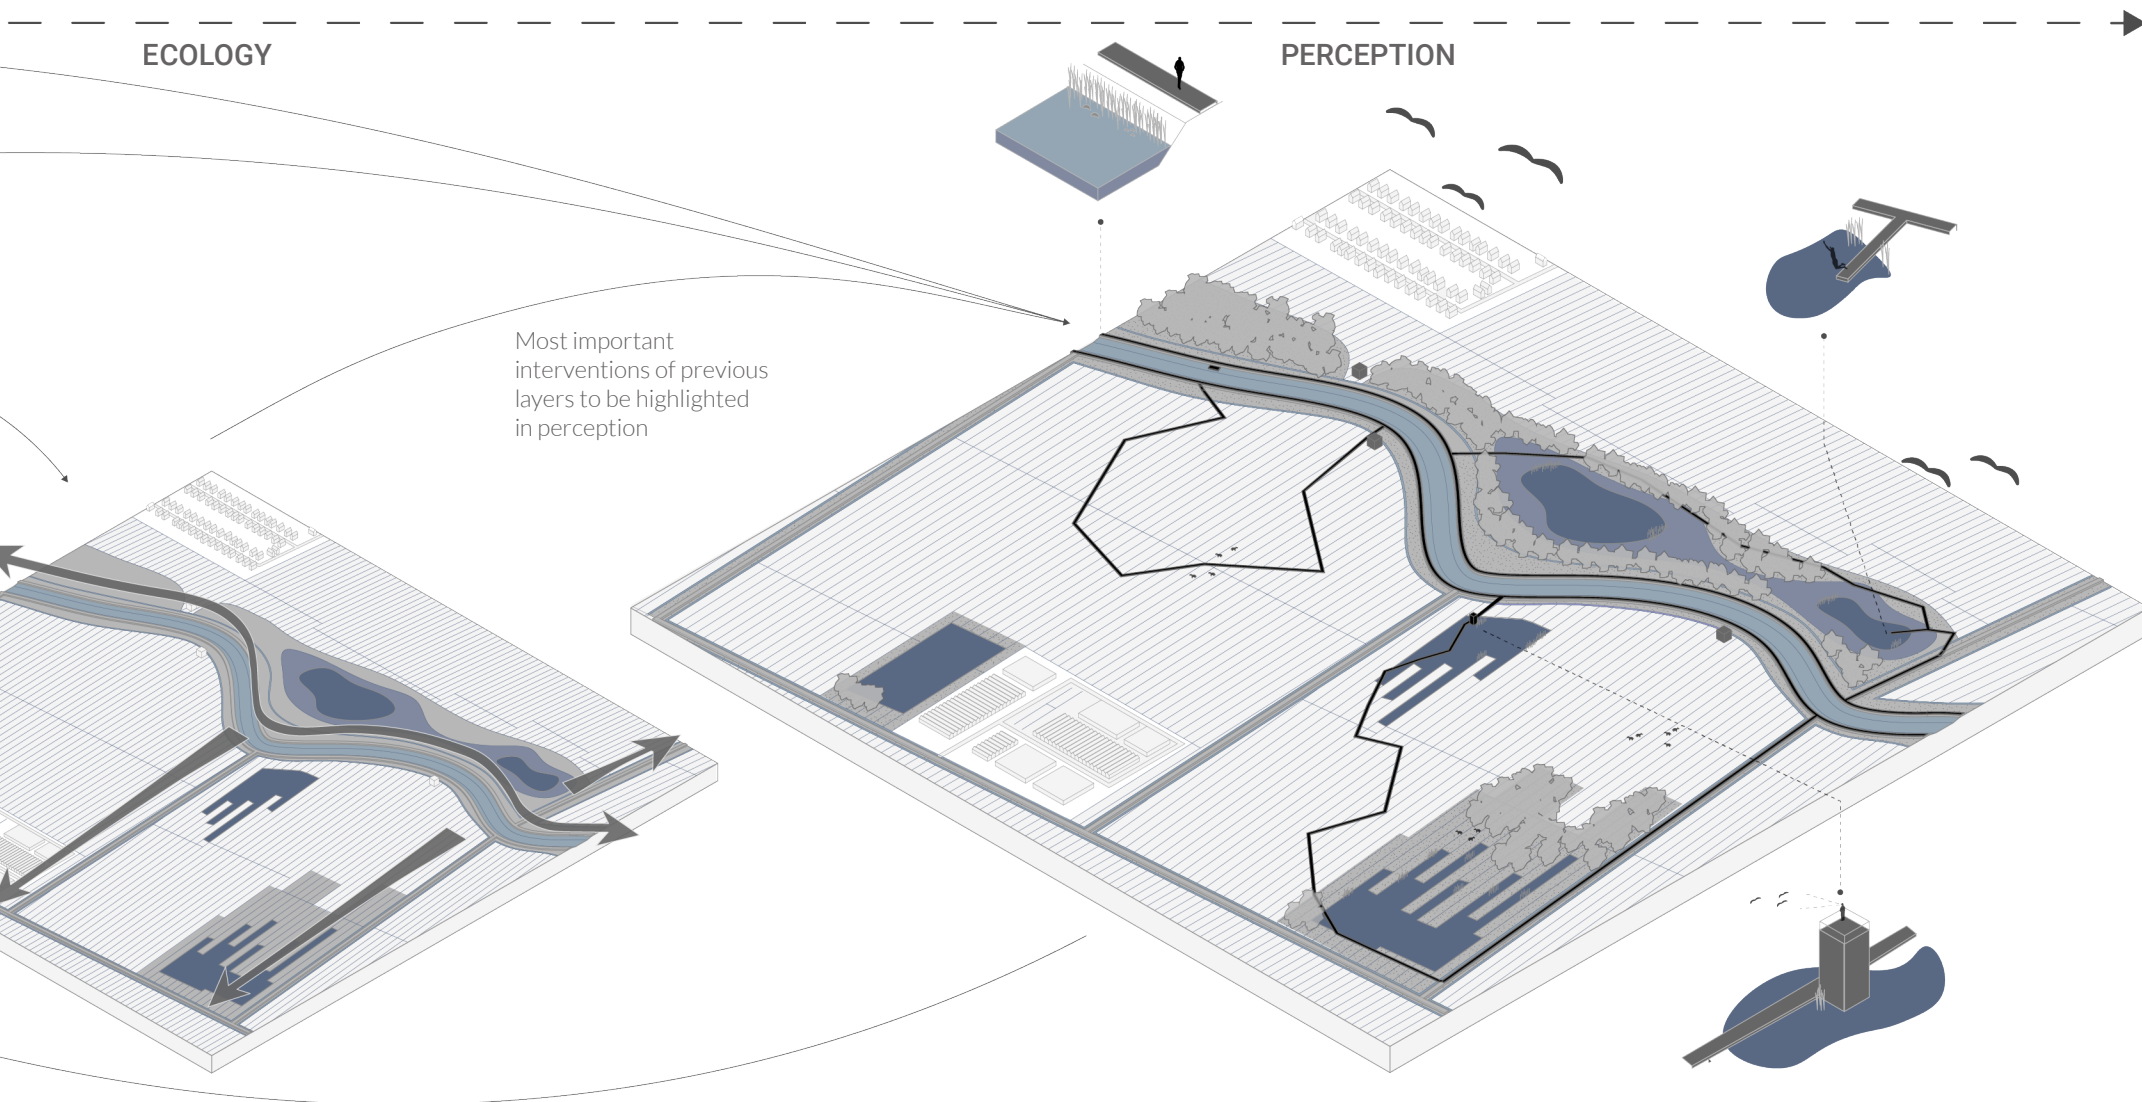 ECOLOGY
PERCEPTION
Most important
interventions of previous
layers to be highlighted
in perception